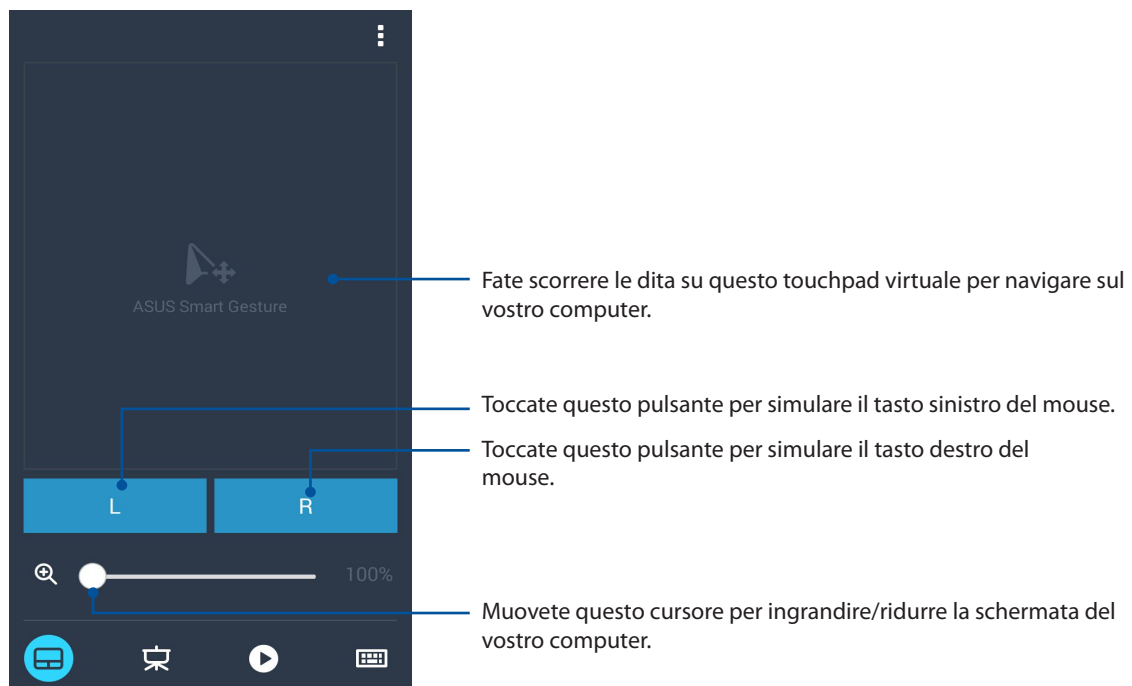 ASUS Smart Gesture
Fate scorrere le dita su questo touchpad virtuale per navigare sul
vostro computer.
Toccate questo pulsante per simulare il tasto sinistro del mouse.
Toccate questo pulsante per simulare il tasto destro del
mouse.
L R
100%
Muovete questo cursore per ingrandire/ridurre la schermata del
vostro computer.